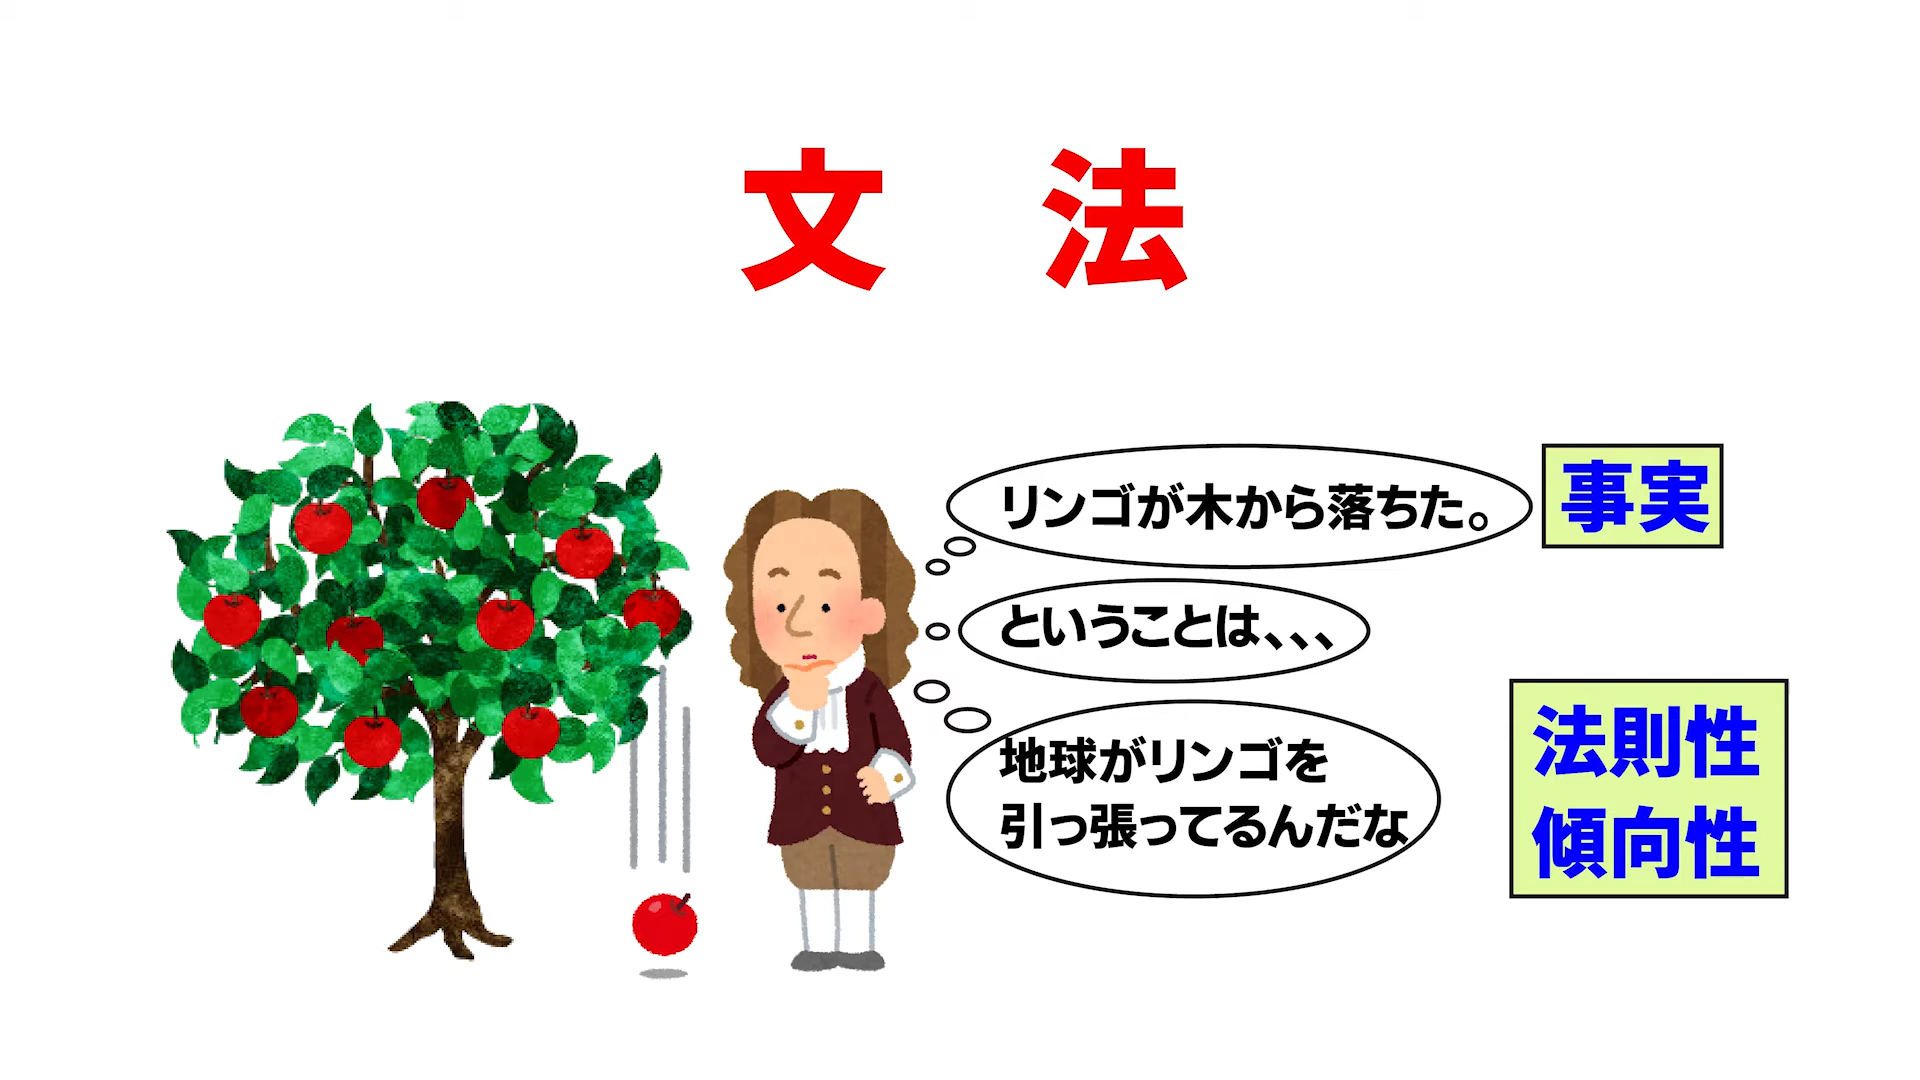 文 法
リンゴが木から落ちた。
事実
ということは、、、
地球がリンゴを
引っ張ってるんだな
法則性
傾向性